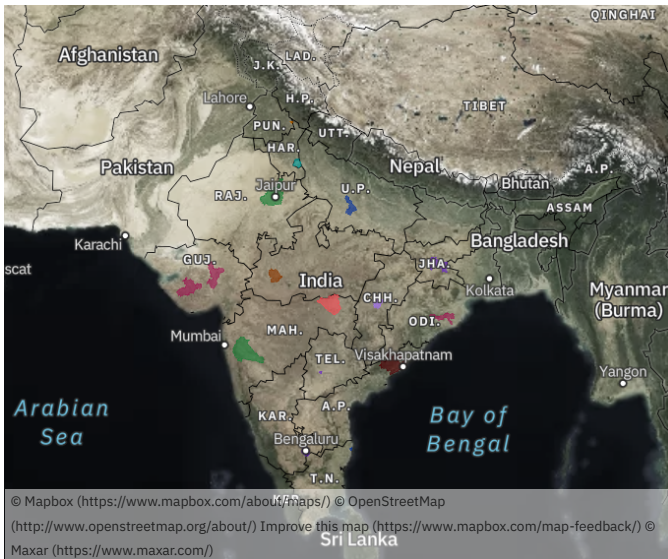 QINGHAI
Afghanistan
LAD.
J.K.
Lahore
H.P.
TIBET
PUN.
UTT.
HAR.
Pakistan
Nepal
A.P.
Jaipur
Bhutan
RAJ.
U.P.
ASSAM
Karachi
Bangladesh
GUJ.
JHA.
scat
India
Kolkata
Myanmar
(Burma)
CHH.
ODI.
MAH.
Mumbai
TEL.
Visakhapatnam
Yangon
Arabian
Sea
KAR.
A.P.
Bay of
Bengal
Bengaluru
T.N.
© Mapbox (https://www.mapbox.com/about/maps/) © OpenStreetMap
(http://www.openstreetmap.org/about/) Improve this map (https://www.mapbox.com/map-feedback/) ©
Maxar (https://www.maxar.com/)
Sri Lanka